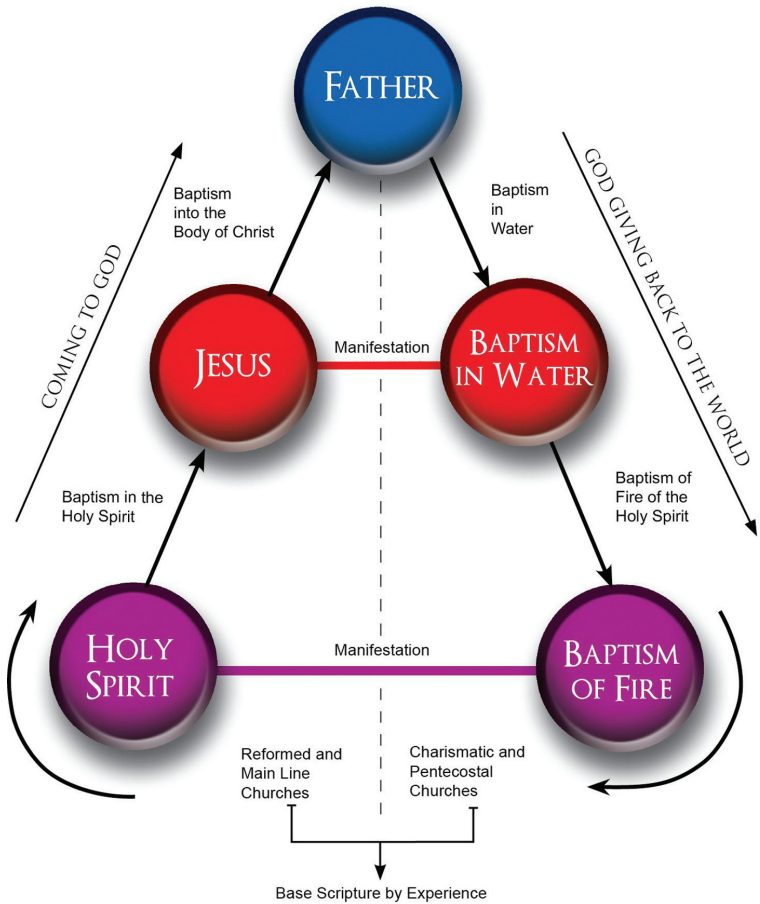 FATHER
Baptism
into the
Body of Christ
Baptism
in
Water
COMING TO GOD
GOD GIVING BACK TO THE WORLD
JESUS
Manifestation
BAPTISM
IN WATER
Baptism in the
Holy Spirit
Baptism of
Fire of the
Holy Spirit
HOLY
SPIRIT
Manifestation
BAPTISM
OF FIRE
Reformed and
Main Line
Churches
Charismatic and
Pentecostal
Churches
Base Scripture by Experience